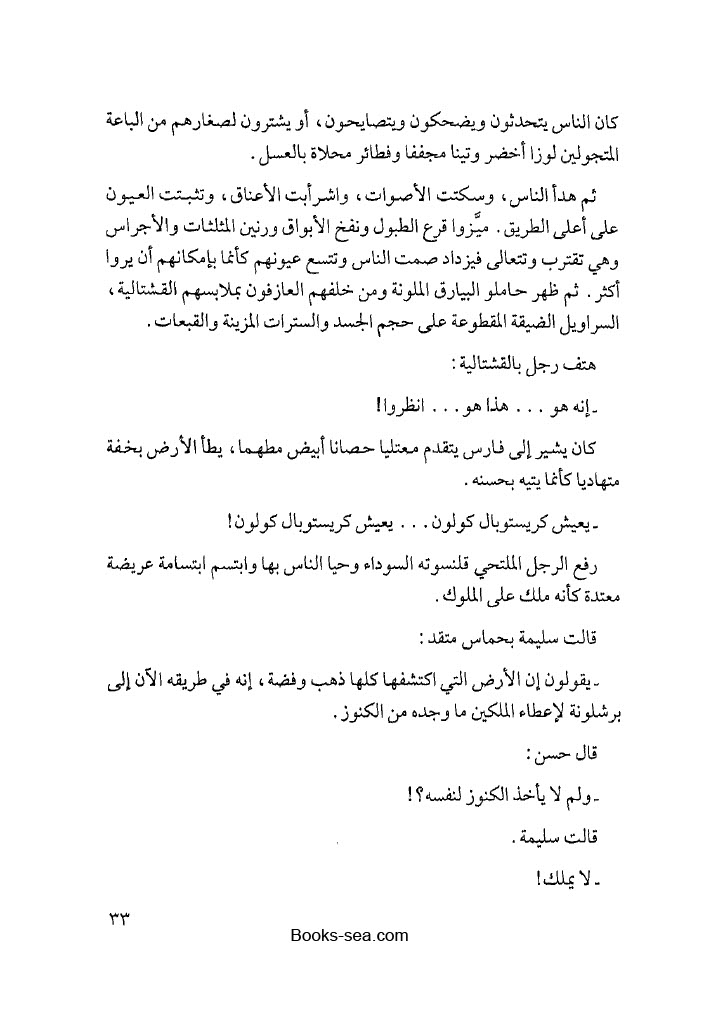 كان الناس يتحدثون ويضحكون ويتصايحون، أو يشترون لصغارهم من الباعة
المتجولين لوزا أخضر وتينا مجففا وفطائر محلاة بالعسل.
ثم هدأ الناس، وسكتت الأصوات، واشرأبت الأعناق، وتثبتت العيون
على أعلى الطريق. ميَّزوا قرع الطبول ونفخ الأبواق ورنين المثلثات والأجراس
وهي تقترب وتتعالى فيزداد صمت الناس وتتسع عيونهم كأنما بإمكانهم أن يروا
أكثر. ثم ظهر حاملو البيارق الملونة ومن خلفهم العازفون بملابسهم القشتالية،
السراويل الضيقة المقطوعة على حجم الجسد والسترات المزينة والقبعات.
هتف رجل بالقشتالية:
ـ إنه هو ... هذا هو... انظروا!
كان يشير إلى فارس يتقدم معتليا حصانا أبيض مطهما، يطأ الأرض بخفة
متهاديا كأنما يتيه بحسنه.
ـ يعيش كريستوبال كولون... يعيش كريستوبال كولون!
رفع الرجل الملتحي قلنسوته السوداء وحيا الناس بها وابتسم ابتسامة عريضة
معتدة كأنه ملك على الملوك.
قالت سليمة بحماس متقد:
ـ يقولون إن الأرض التي اكتشفها كلها ذهب وفضة، إنه في طريقه الآن إلى
برشلونة لإعطاء الملكين ما وجده من الكنوز.
قال حسن:
ـ ولم لا يأخذ الكنوز لنفسه؟!
قالت سليمة.
ـ لا يملك!
٣٣
Books-sea.com